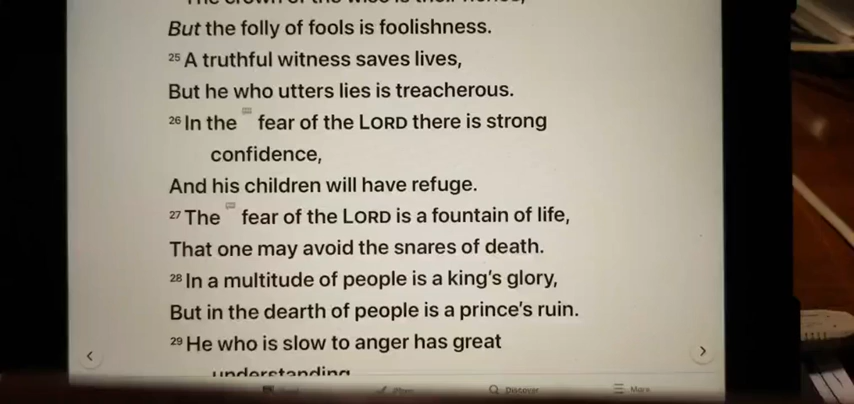 But the folly of fools is foolishness.
25 A truthful witness saves lives,
But he who utters lies is treacherous.
26 In the fear of the LORD there is strong
confidence,
And his children will have refuge.
27 The fear of the LORD is a fountain of life,
That one may avoid the snares of death.
28 In a multitude of people is a king's glory,
But in the dearth of people is a prince's ruin.
29 He who is slow to anger has great
understanding
Discover
More